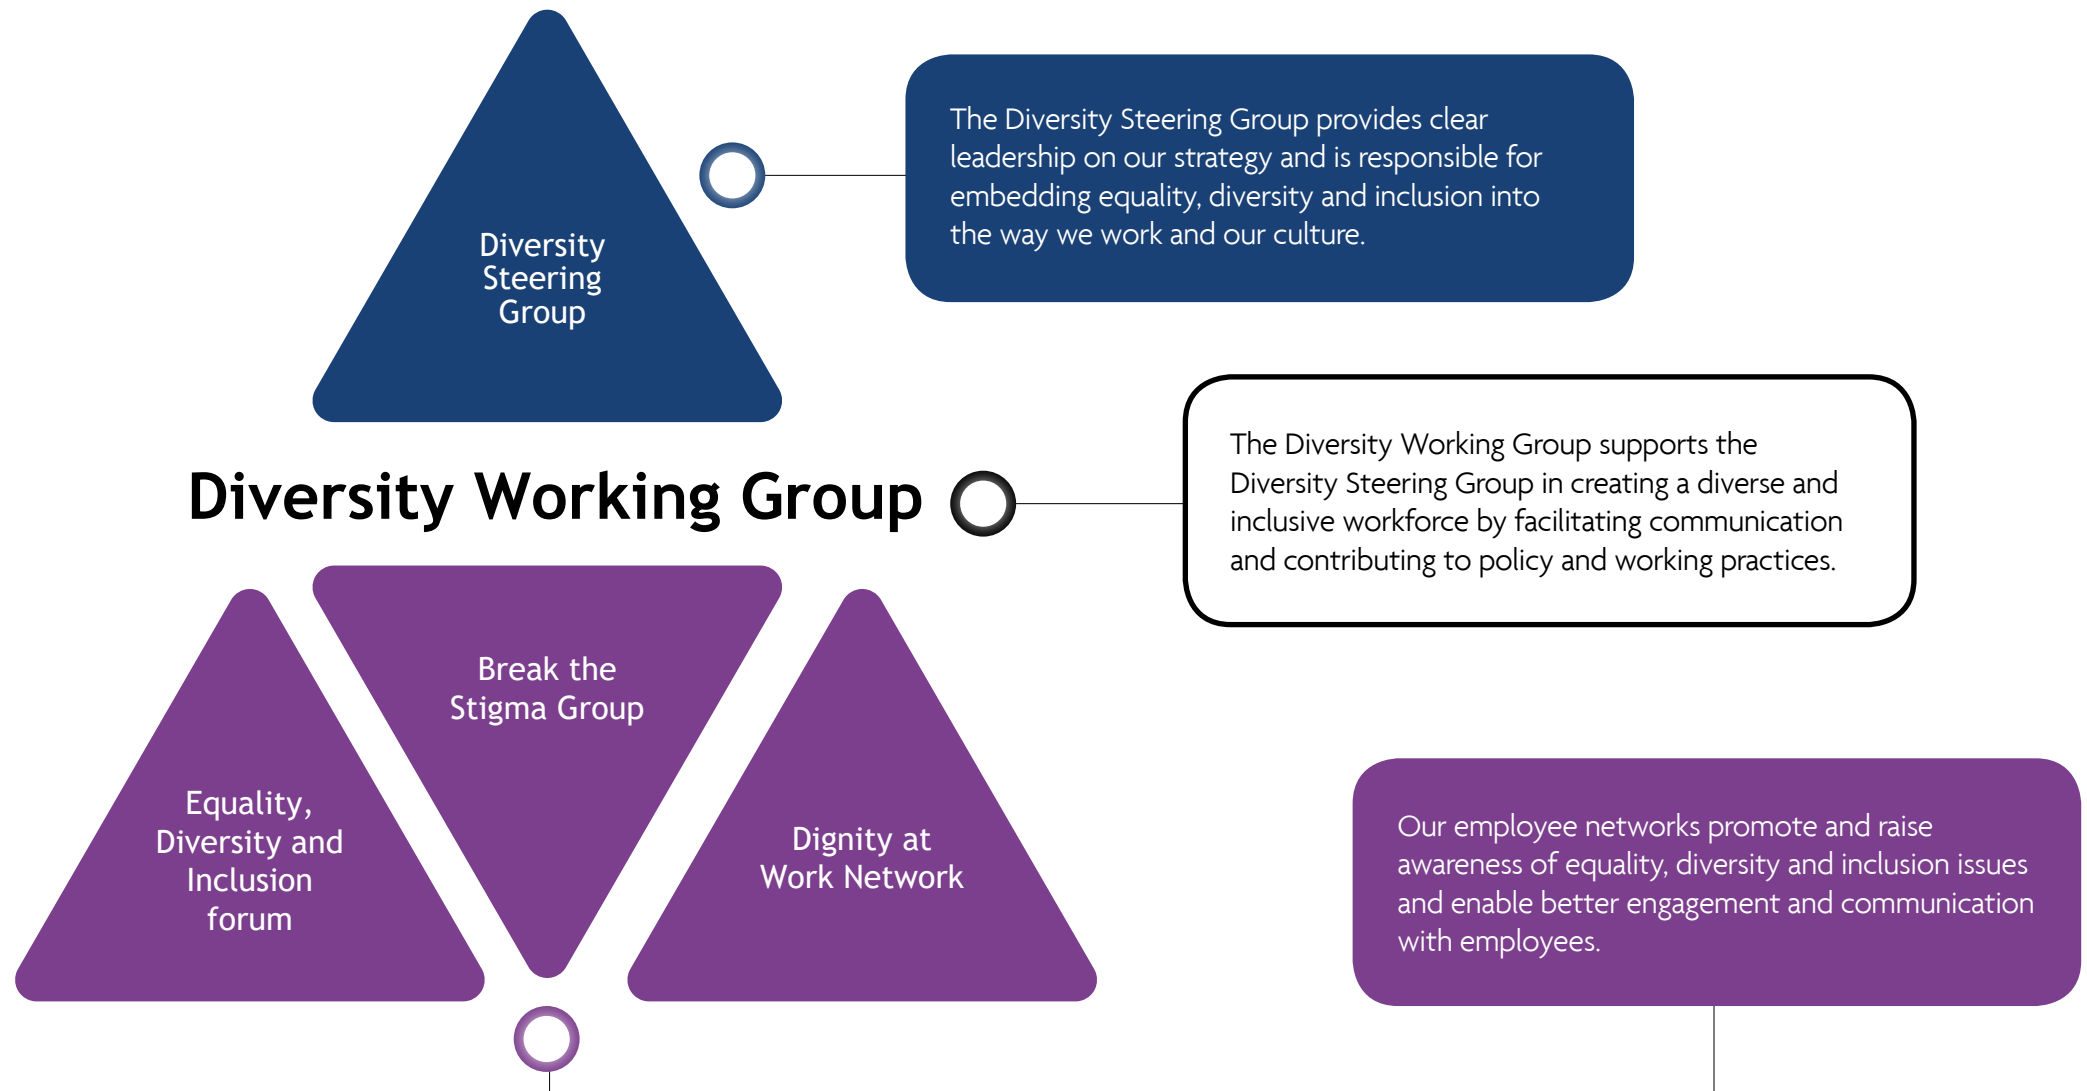 Diversity
Steering
Group
The Diversity Steering Group provides clear
leadership on our strategy and is responsible for
embedding equality, diversity and inclusion into
the way we work and our culture.
Diversity Working Group
The Diversity Working Group supports the
Diversity Steering Group in creating a diverse and
inclusive workforce by facilitating communication
and contributing to policy and working practices.
Equality,
Diversity and
Inclusion
forum
Break the
Stigma Group
Dignity at
Work Network
Our employee networks promote and raise
awareness of equality, diversity and inclusion issues
and enable better engagement and communication
with employees.